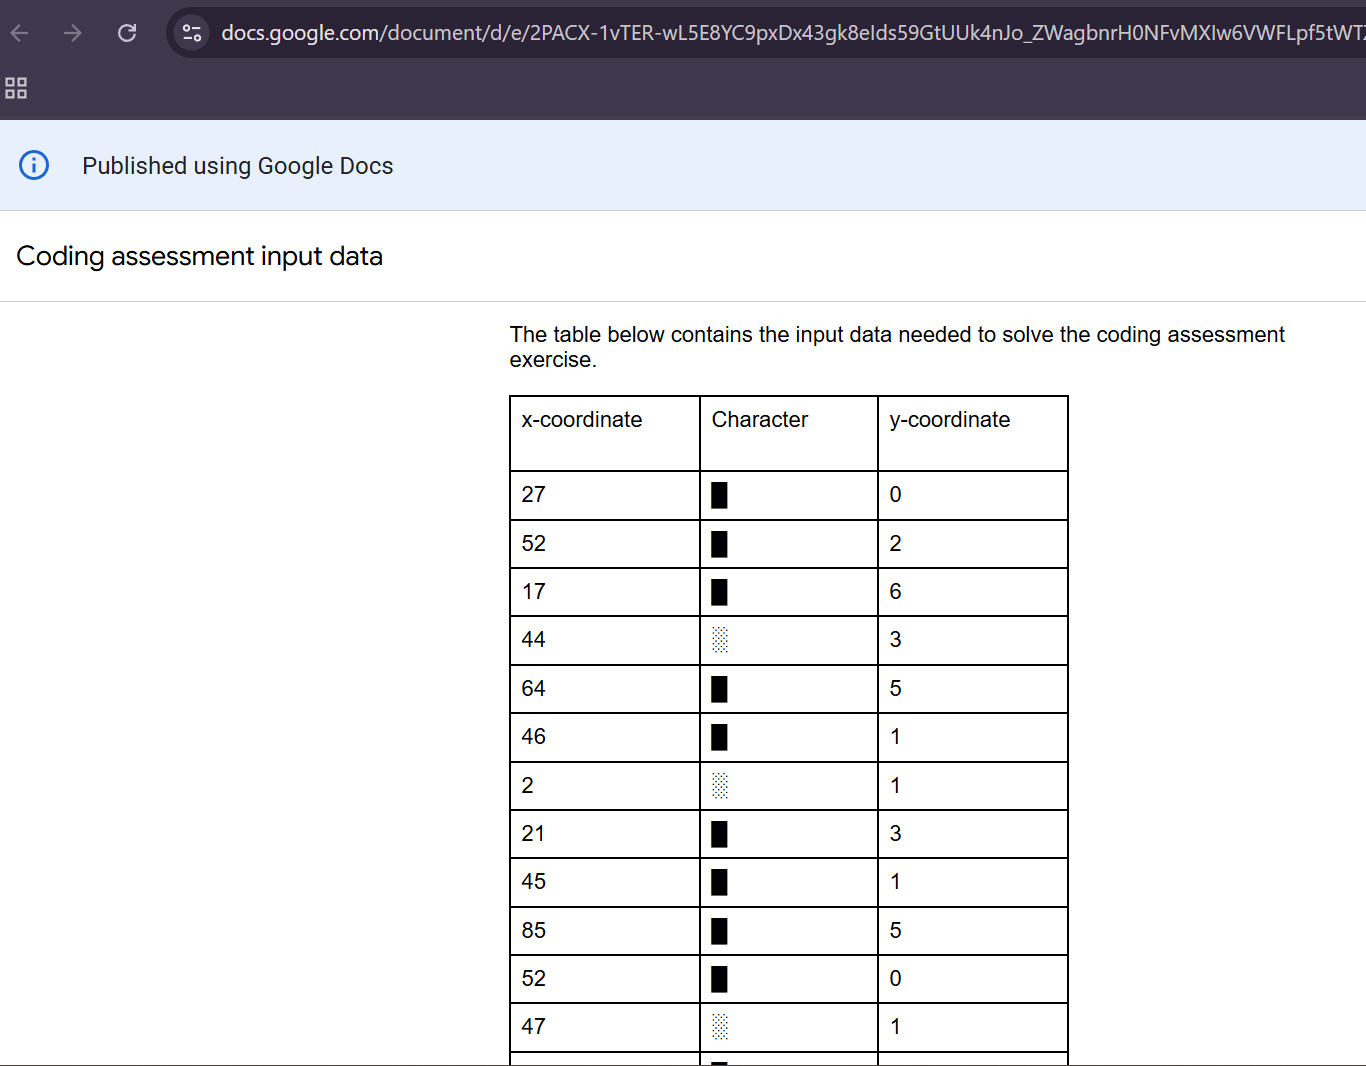 docs.google.com/document/d/e/2PACX-1vTER-wL5E8YC9pxDx43gk8elds59GtUUk4nJo_ZWagbnrH0NFvMXIw6VWFLpf5tWTZ
Published using Google Docs
Coding assessment input data
The table below contains the input data needed to solve the coding assessment
exercise.
x-coordinate Character y-coordinate
27 █ 0
52 █ 2
17 █ 6
44 ░ 3
64 █ 5
46 █ 1
2 ░ 1
21 █ 3
45 █ 1
85 █ 5
52 █ 0
47 ░ 1